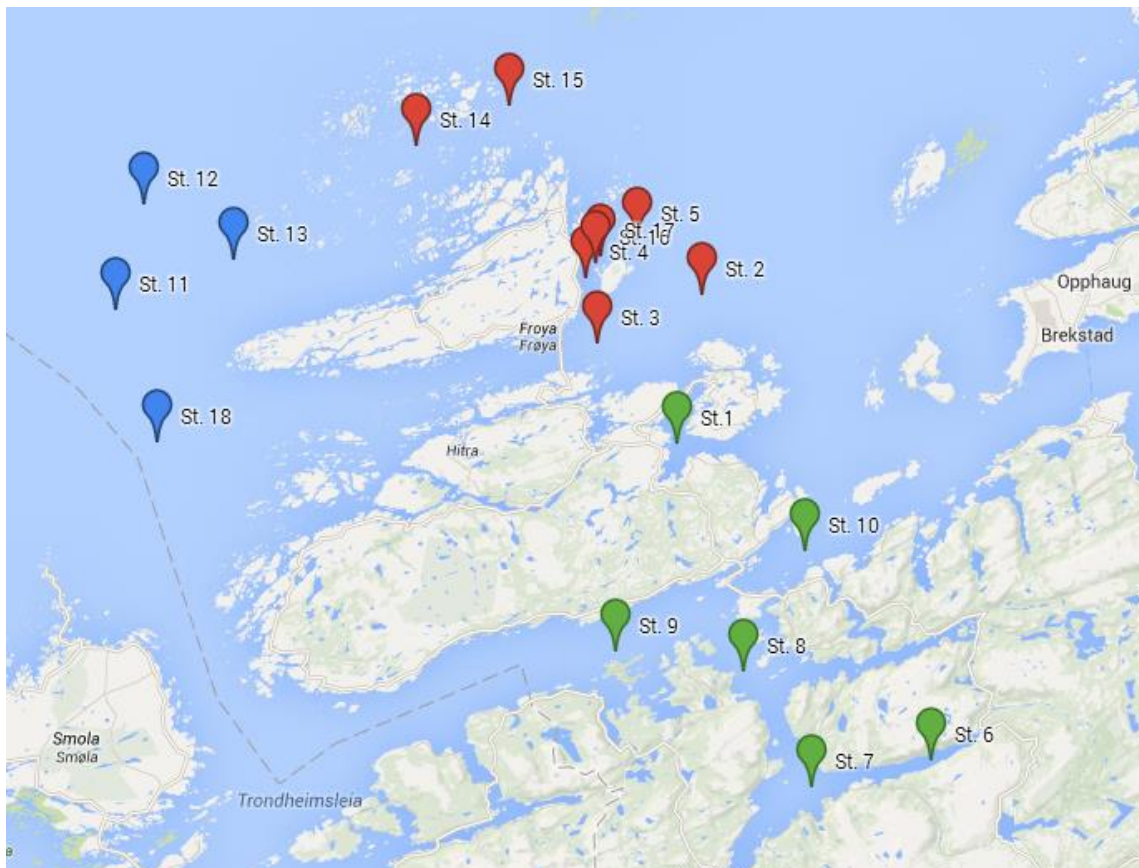 St. 15
St. 14
St. 12
St. 5
St. 13
St. 17
St. 16
St. 4
St. 2
St. 11
Opphaug
St. 3
Froya
Frøya
Brekstad
St. 18
St.1
Hitra
St. 10
St. 9
St. 8
St. 6
Smola
Smøla
St. 7
Trondheimsleia